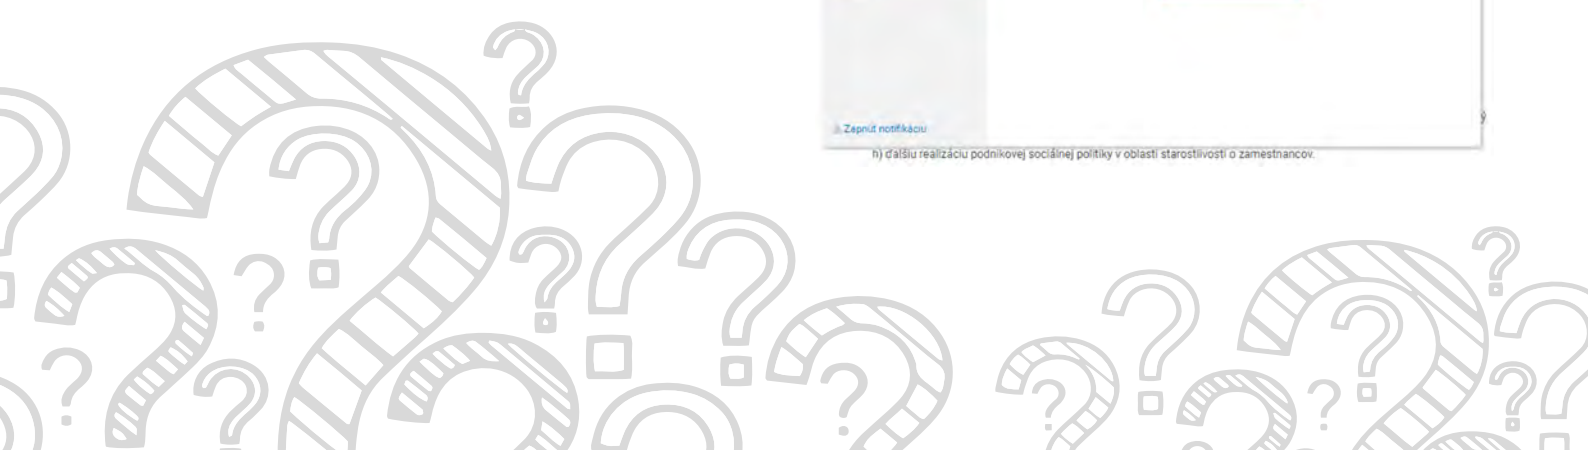 Zapnúť notifikáciu
h) ďalšiu realizáciu podnikovej sociálnej politiky v oblasti starostlivosti o zamestnancov.